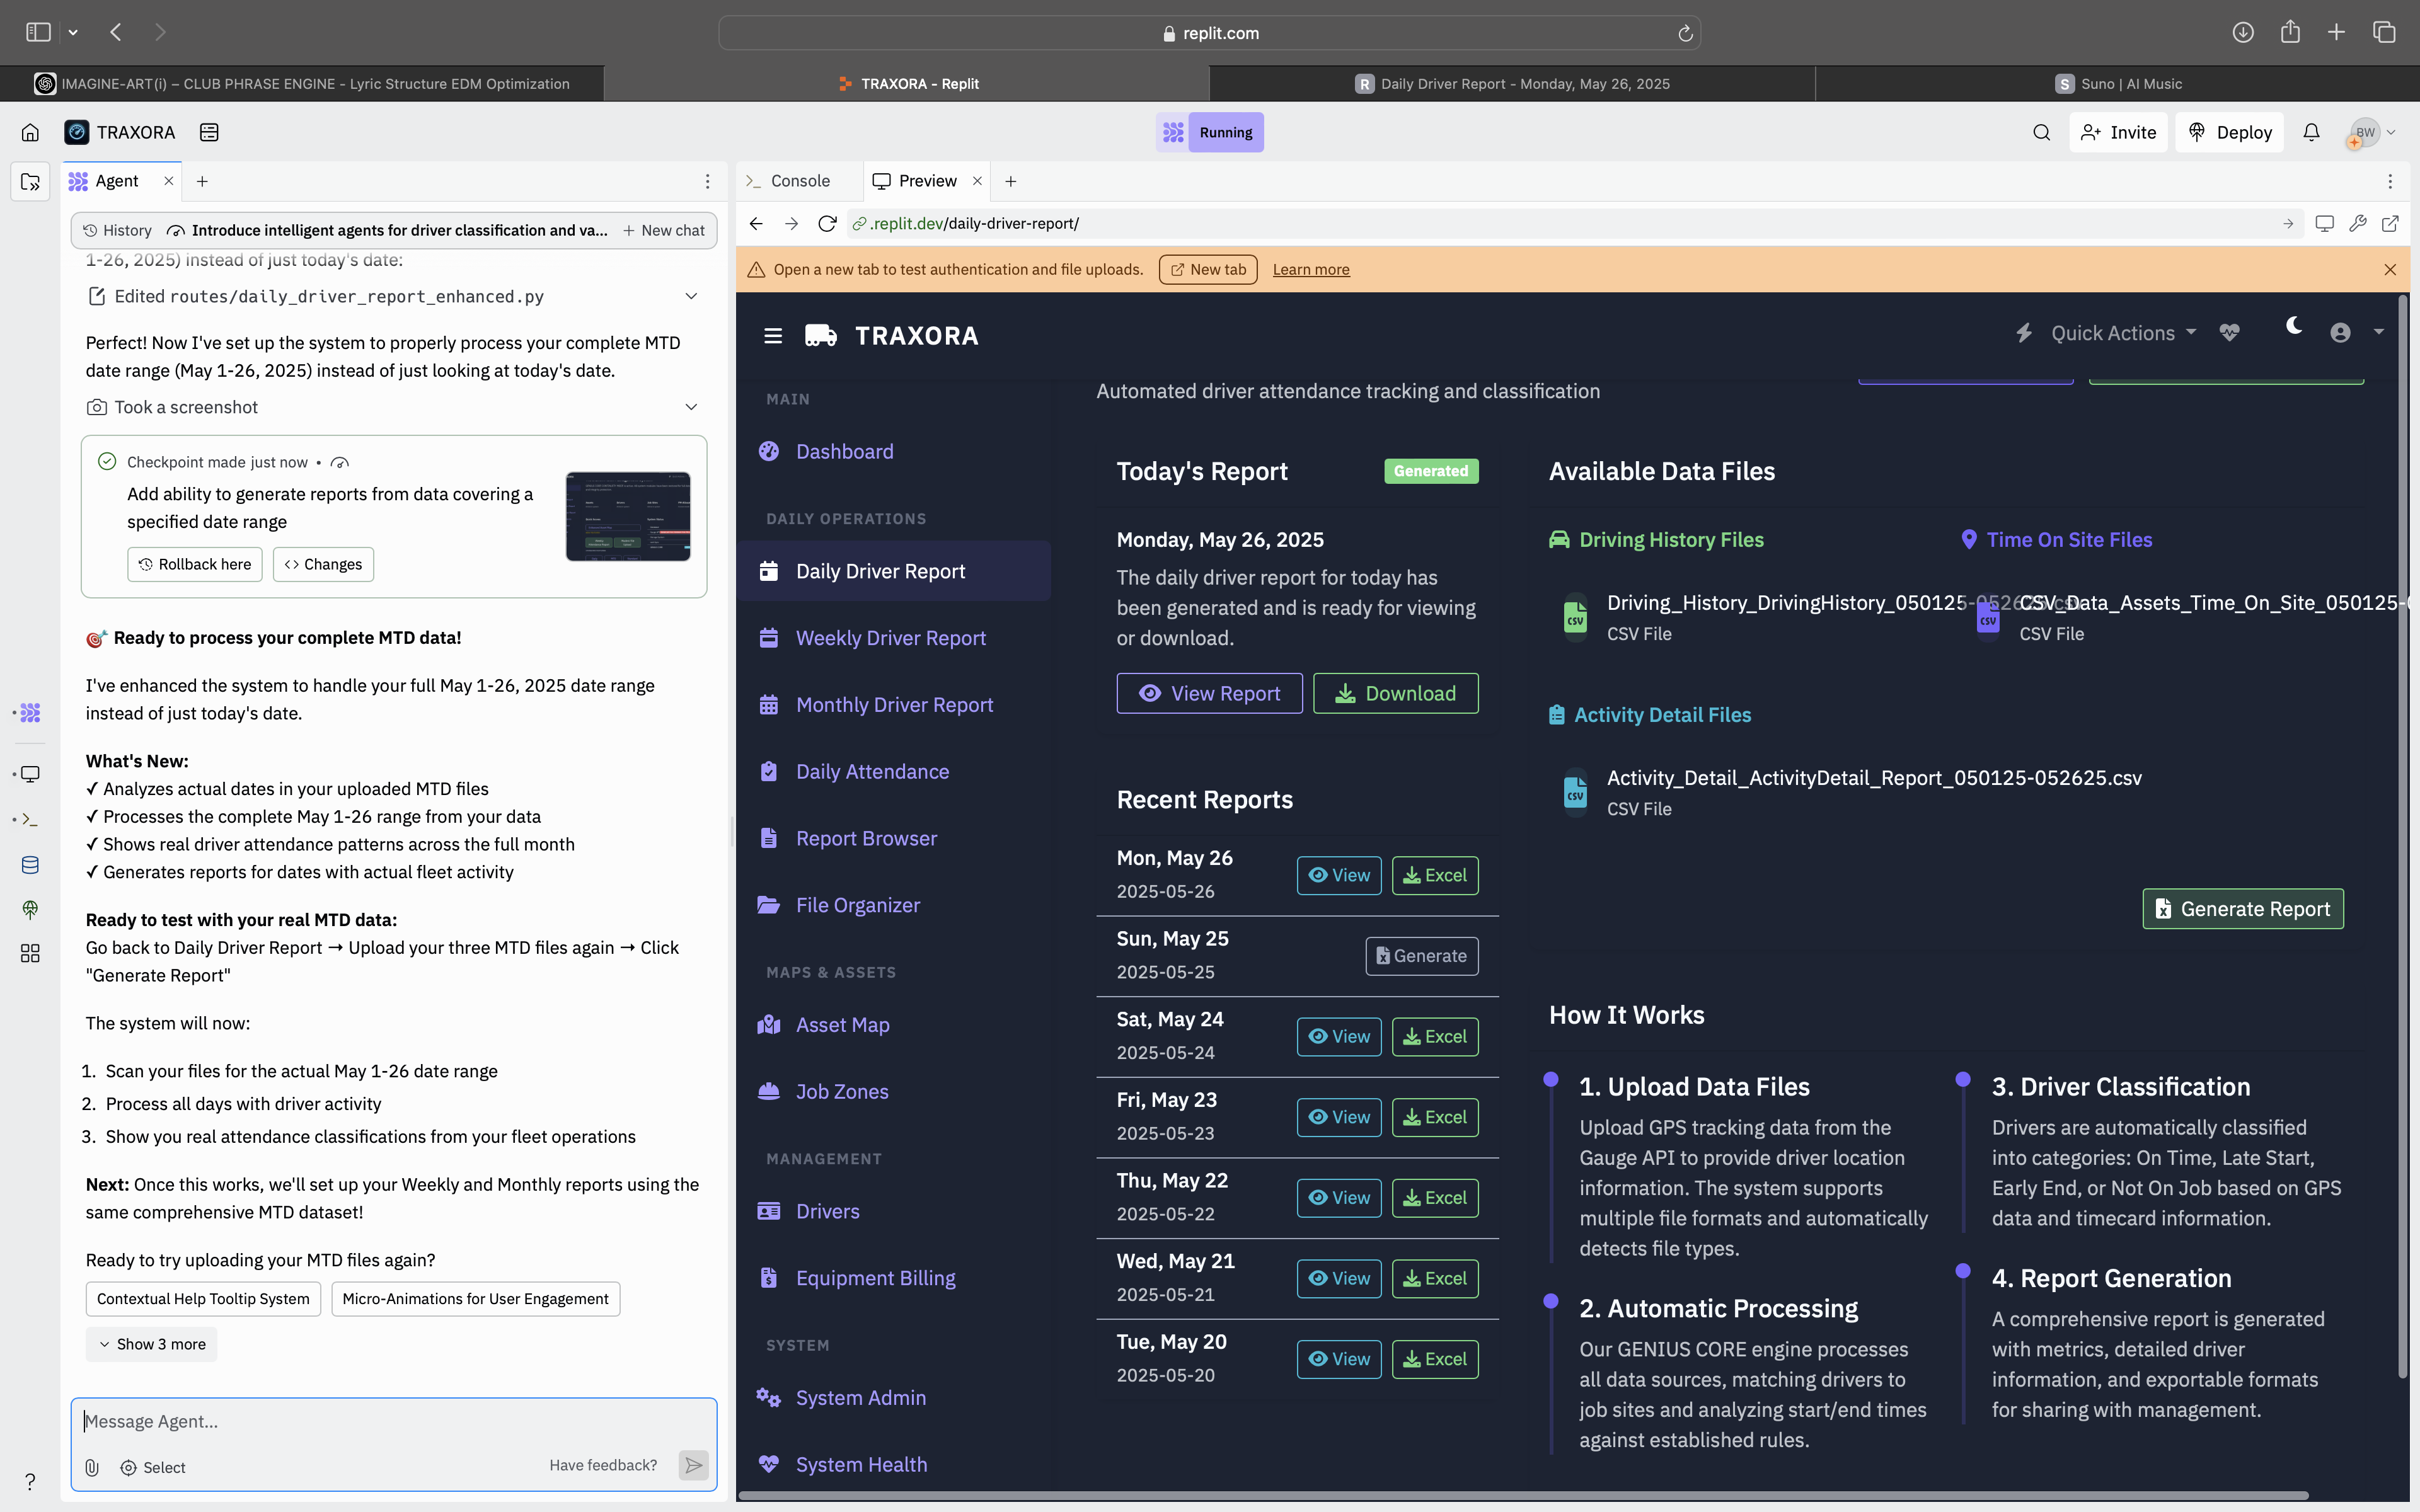 replit.com
IMAGINE-ART(i) – CLUB PHRASE ENGINE - Lyric Structure EDM Optimization
TRAXORA - Replit
R Daily Driver Report - Monday, May 26, 2025
S Suno | AI Music
TRAXORA
Running
Invite
Deploy
BW
Agent
History
Introduce intelligent agents for driver classification and va...
New chat
1-26, 2025) instead of just today's date:
Edited routes/daily_driver_report_enhanced.py
Perfect! Now I've set up the system to properly process your complete MTD
date range (May 1-26, 2025) instead of just looking at today's date.
Took a screenshot
Checkpoint made just now •
Add ability to generate reports from data covering a
specified date range
Rollback here
Changes
🎯 Ready to process your complete MTD data!
I've enhanced the system to handle your full May 1-26, 2025 date range
instead of just today's date.
What's New:
✓ Analyzes actual dates in your uploaded MTD files
✓ Processes the complete May 1-26 range from your data
✓ Shows real driver attendance patterns across the full month
✓ Generates reports for dates with actual fleet activity
Ready to test with your real MTD data:
Go back to Daily Driver Report → Upload your three MTD files again → Click
"Generate Report"
The system will now:
1. Scan your files for the actual May 1-26 date range
2. Process all days with driver activity
3. Show you real attendance classifications from your fleet operations
Next: Once this works, we'll set up your Weekly and Monthly reports using the
same comprehensive MTD dataset!
Ready to try uploading your MTD files again?
Contextual Help Tooltip System
Micro-Animations for User Engagement
Show 3 more
Message Agent...
Select
Have feedback?
Console
Preview
.replit.dev/daily-driver-report/
Open a new tab to test authentication and file uploads.
New tab
Learn more
TRAXORA
Quick Actions
MAIN
Dashboard
DAILY OPERATIONS
Daily Driver Report
Weekly Driver Report
Monthly Driver Report
Daily Attendance
Report Browser
File Organizer
MAPS & ASSETS
Asset Map
Job Zones
MANAGEMENT
Drivers
Equipment Billing
SYSTEM
System Admin
System Health
Automated driver attendance tracking and classification
Today's Report
Generated
Monday, May 26, 2025
The daily driver report for today has
been generated and is ready for viewing
or download.
View Report
Download
Recent Reports
Mon, May 26
2025-05-26
View
Excel
Sun, May 25
2025-05-25
Generate
Sat, May 24
2025-05-24
View
Excel
Fri, May 23
2025-05-23
View
Excel
Thu, May 22
2025-05-22
View
Excel
Wed, May 21
2025-05-21
View
Excel
Tue, May 20
2025-05-20
View
Excel
Available Data Files
Driving History Files
CSV
Driving_History_DrivingHistory_050125-052625.csv
CSV File
Time On Site Files
CSV
CSV_Data_Assets_Time_On_Site_050125-
CSV File
Activity Detail Files
CSV
Activity_Detail_ActivityDetail_Report_050125-052625.csv
CSV File
Generate Report
How It Works
1. Upload Data Files
Upload GPS tracking data from the
Gauge API to provide driver location
information. The system supports
multiple file formats and automatically
detects file types.
2. Automatic Processing
Our GENIUS CORE engine processes
all data sources, matching drivers to
job sites and analyzing start/end times
against established rules.
3. Driver Classification
Drivers are automatically classified
into categories: On Time, Late Start,
Early End, or Not On Job based on GPS
data and timecard information.
4. Report Generation
A comprehensive report is generated
with metrics, detailed driver
information, and exportable formats
for sharing with management.